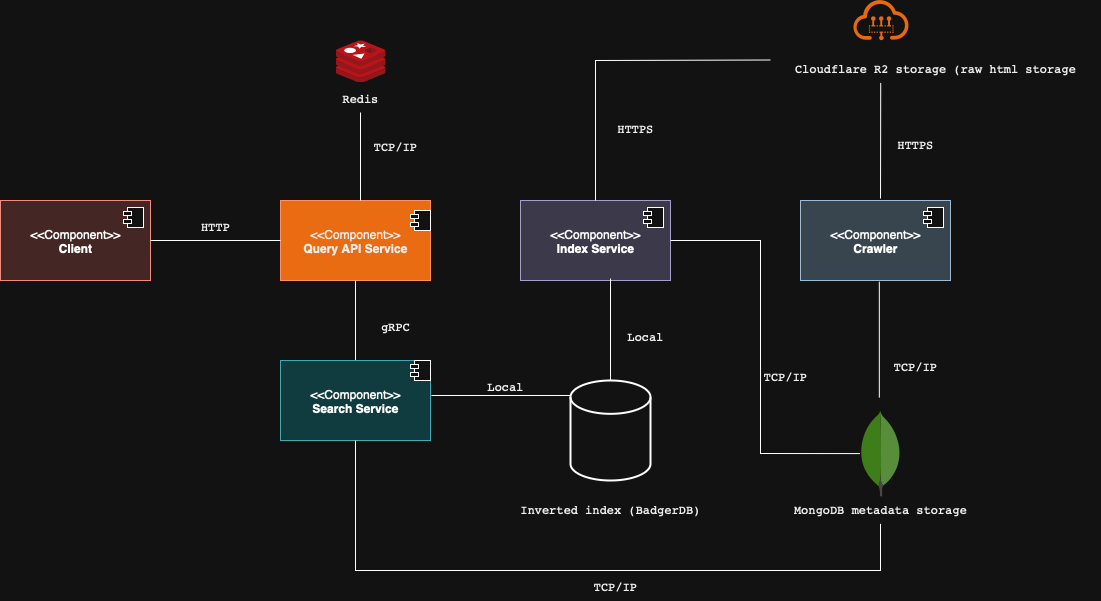 Cloudflare R2 storage (raw html storage
Redis
HTTPS
TCP/IP
HTTPS
<<Component>>
Client
HTTP
<<Component>>
Query API Service
<<Component>>
Index Service
<<Component>>
Crawler
gRPC
Local
TCP/IP
TCP/IP
<<Component>>
Search Service
Local
Inverted index (BadgerDB)
MongoDB metadata storage
TCP/IP